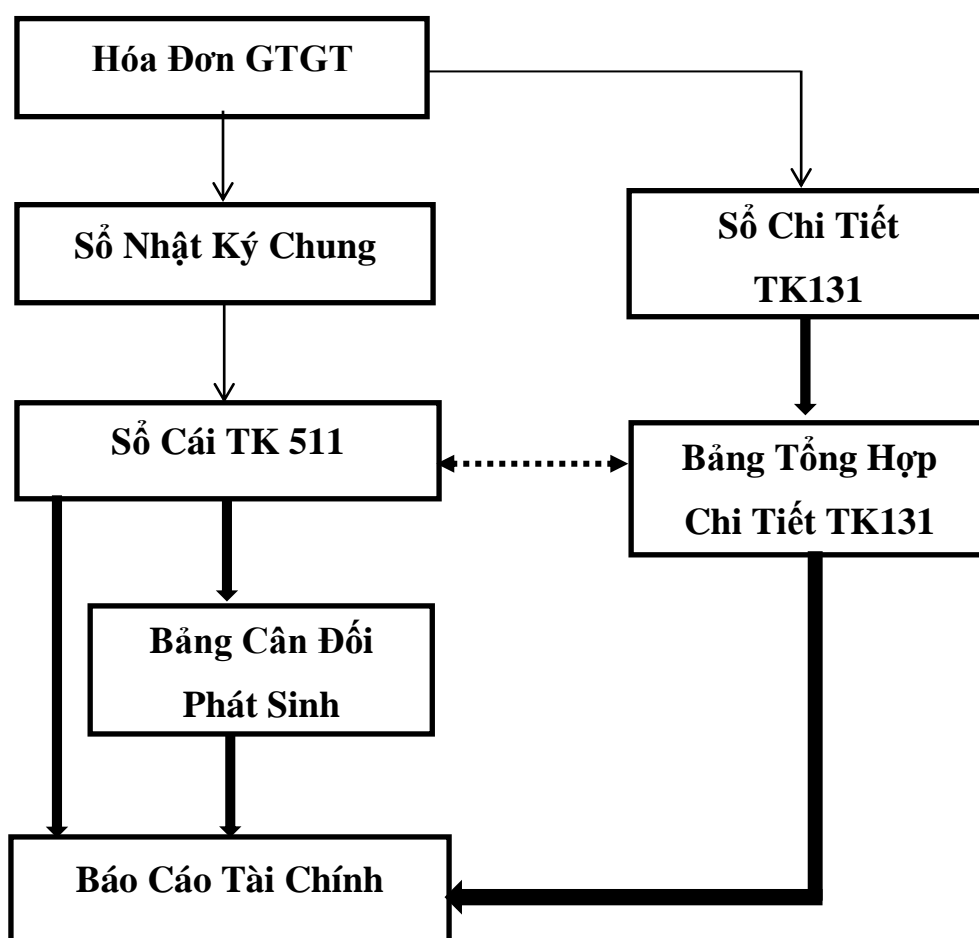 Hóa Đơn GTGT
Sổ Nhật Ký Chung
Sổ Chi Tiết
TK131
Sổ Cái TK 511
Bảng Tổng Hợp
Chi Tiết TK131
Bảng Cân Đối
Phát Sinh
Báo Cáo Tài Chính